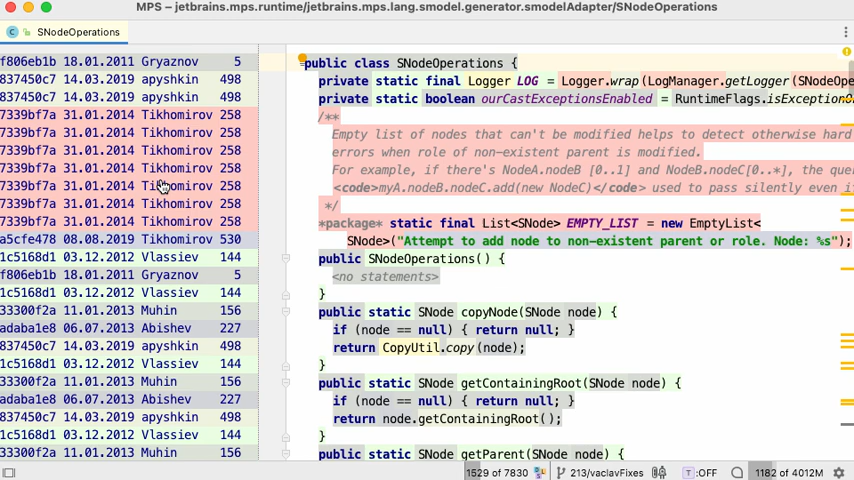 MPS – jetbrains.mps.runtime/jetbrains.mps.lang.smodel.generator.smodelAdapter/SNodeOperations
SNodeOperations
f806eb1b 18.01.2011 Gryaznov 5 public class SNodeOperations {
837450c7 14.03.2019 apyshkin 498 private static final Logger LOG = Logger.wrap(LogManager.getLogger(SNodeOpe
837450c7 14.03.2019 apyshkin 498 private static boolean ourCastExceptionsEnabled = RuntimeFlags.isExceptionO
7339bf7a 31.01.2014 Tikhomirov 258 /**
7339bf7a 31.01.2014 Tikhomirov 258 Empty list of nodes that can't be modified helps to detect otherwise hard
7339bf7a 31.01.2014 Tikhomirov 258 errors when role of non-existent parent is modified.
7339bf7a 31.01.2014 Tikhomirov 258 For example, if there's NodeA.nodeB [0..1] and NodeB.nodeC[0..*], the que
7339bf7a 31.01.2014 Tikhomirov 258 <code>myA.nodeB.nodeC.add(new NodeC)</code> used to pass silently even i
7339bf7a 31.01.2014 Tikhomirov 258 */
7339bf7a 31.01.2014 Tikhomirov 258 *package* static final List<SNode> EMPTY_LIST = new EmptyList<
a5cfe478 08.08.2019 Tikhomirov 530 SNode>("Attempt to add node to non-existent parent or role. Node: %s");
1c5168d1 03.12.2012 Vlassiev 144 public SNodeOperations() {
f806eb1b 18.01.2011 Gryaznov 5 <no statements>
1c5168d1 03.12.2012 Vlassiev 144 }
33300f2a 11.01.2013 Muhin 156 public static SNode copyNode(SNode node) {
adaba1e8 06.07.2013 Abishev 227 if (node == null) { return null; }
837450c7 14.03.2019 apyshkin 498 return CopyUtil.copy(node);
1c5168d1 03.12.2012 Vlassiev 144 }
33300f2a 11.01.2013 Muhin 156 public static SNode getContainingRoot(SNode node) {
adaba1e8 06.07.2013 Abishev 227 if (node == null) { return null; }
837450c7 14.03.2019 apyshkin 498 return node.getContainingRoot();
1c5168d1 03.12.2012 Vlassiev 144 }
33300f2a 11.01.2013 Muhin 156 public static SNode getParent(SNode node) {
1529 of 7830 213/vaclavFixes T:OFF 1182 of 4012M